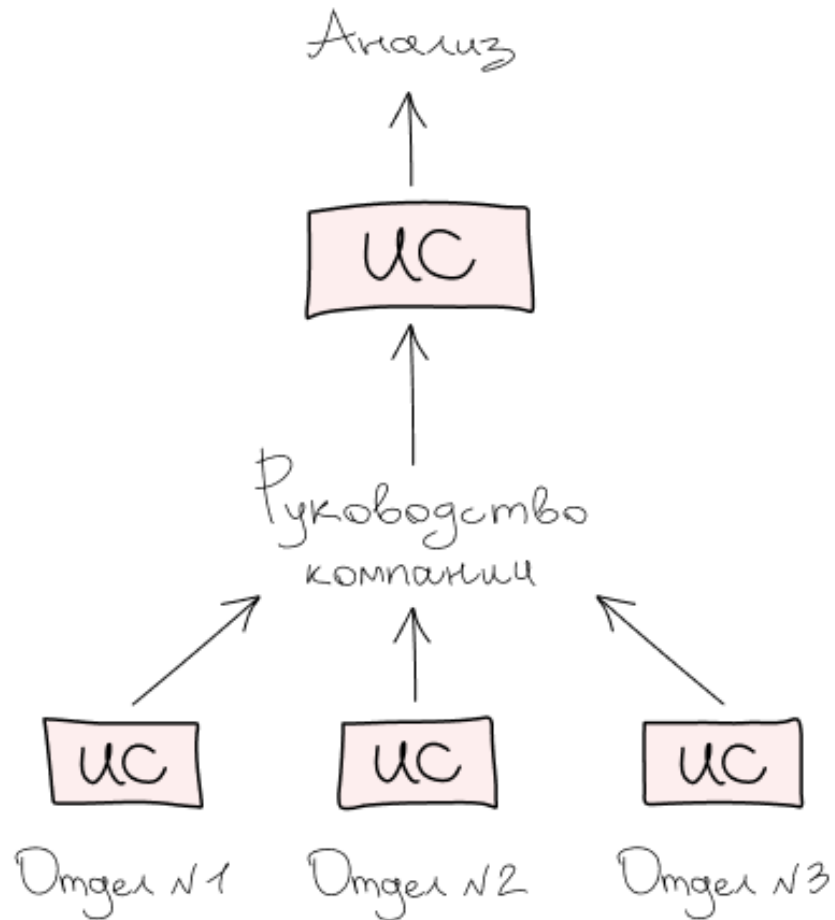 Анализ
ИС
Руководство
компании
ИС ИС ИС
Отдел №1 Отдел №2 Отдел №3